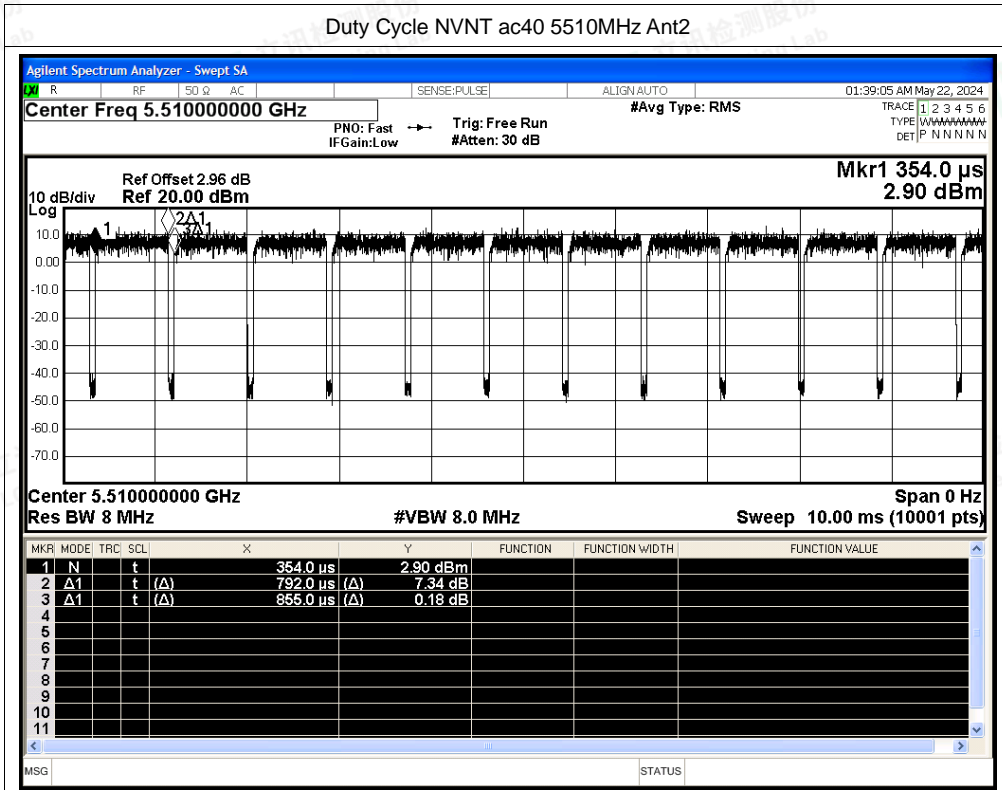 Duty Cycle NVNT ac40 5510MHz Ant2
Agilent Spectrum Analyzer - Swept SA
LXI R RF 50 Ω AC SENSE:PULSE ALIGN AUTO 01:39:05 AM May 22, 2024
Center Freq 5.510000000 GHz #Avg Type: RMS TRACE 1 2 3 4 5 6
PNO: Fast Trig: Free Run TYPE WWWWWW
IFGain:Low #Atten: 30 dB DET P N N N N N
Mkr1 354.0 µs
Ref Offset 2.96 dB
10 dB/div Ref 20.00 dBm 2.90 dBm
Log
2Δ1
1 3Δ1
10.0
0.00
-10.0
-20.0
-30.0
-40.0
-50.0
-60.0
-70.0
Center 5.510000000 GHz Span 0 Hz
Res BW 8 MHz #VBW 8.0 MHz Sweep 10.00 ms (10001 pts)
MKR MODE TRC SCL X Y FUNCTION FUNCTION WIDTH FUNCTION VALUE
1 N t 354.0 µs 2.90 dBm
2 Δ1 t (Δ) 792.0 µs (Δ) 7.34 dB
3 Δ1 t (Δ) 855.0 µs (Δ) 0.18 dB
4
5
6
7
8
9
10
11
MSG STATUS